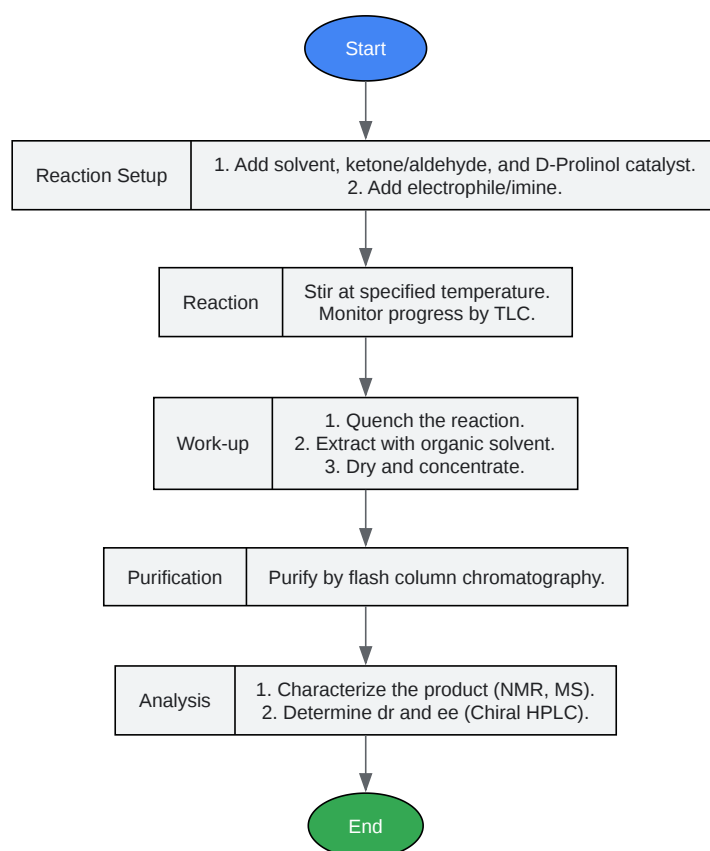 Start
Reaction Setup
1. Add solvent, ketone/aldehyde, and D-Prolinol catalyst.
2. Add electrophile/imine.
Reaction
Stir at specified temperature.
Monitor progress by TLC.
Work-up
1. Quench the reaction.
2. Extract with organic solvent.
3. Dry and concentrate.
Purification
Purify by flash column chromatography.
Analysis
1. Characterize the product (NMR, MS).
2. Determine dr and ee (Chiral HPLC).
End